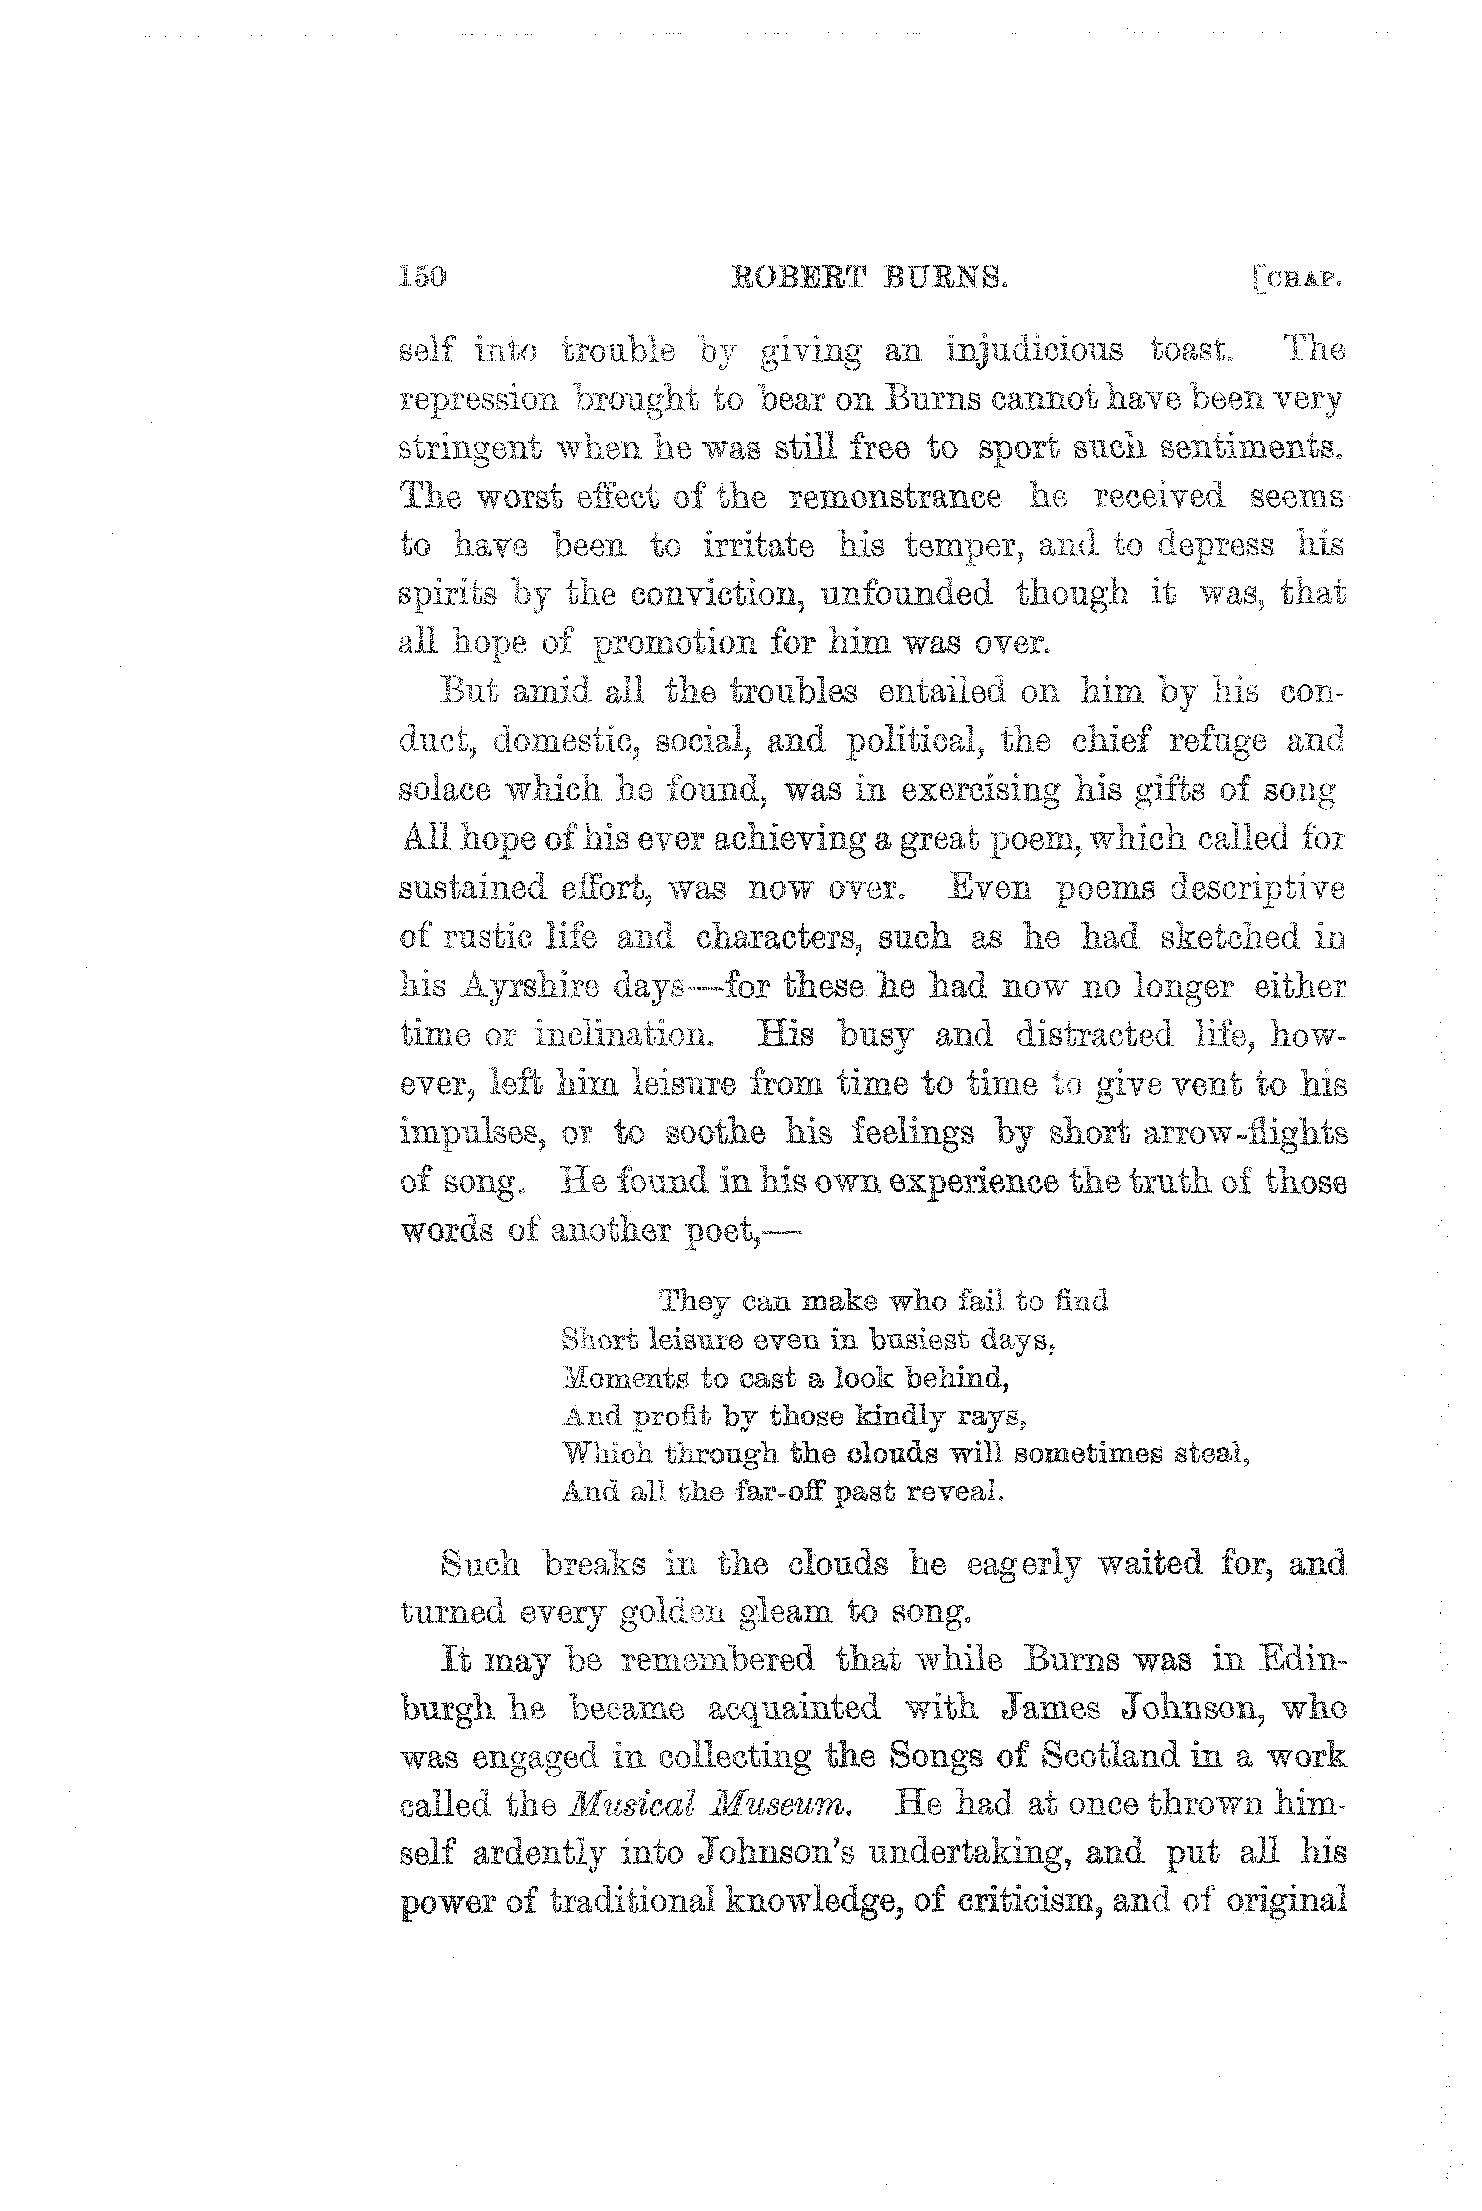 150 ROBERT BURNS. [CHAP.
self into trouble by giving an injudicious toast. The
repression brought to bear on Burns cannot have been very
stringent when he was still free to sport such sentiments.
The worst effect of the remonstrance he received seems
to have been to irritate his temper, and to depress his
spirits by the conviction, unfounded though it was, that
all hope of promotion for him was over.
But amid all the troubles entailed on him by his con-
duct, domestic, social, and political, the chief refuge and
solace which he found, was in exercising his gifts of song
All hope of his ever achieving a great poem, which called for
sustained effort, was now over. Even poems descriptive
of rustic life and characters, such as he had sketched in
his Ayrshire days—for these he had now no longer either
time or inclination. His busy and distracted life, how-
ever, left him leisure from time to time to give vent to his
impulses, or to soothe his feelings by short arrow-flights
of song. He found in his own experience the truth of those
words of another poet,—
They can make who fail to find
Short leisure even in busiest days,
Moments to cast a look behind,
And profit by those kindly rays,
Which through the clouds will sometimes steal,
And all the far-off past reveal.
Such breaks in the clouds he eagerly waited for, and
turned every golden gleam to song.
It may be remembered that while Burns was in Edin-
burgh he became acquainted with James Johnson, who
was engaged in collecting the Songs of Scotland in a work
called the Musical Museum. He had at once thrown him-
self ardently into Johnson's undertaking, and put all his
power of traditional knowledge, of criticism, and of original